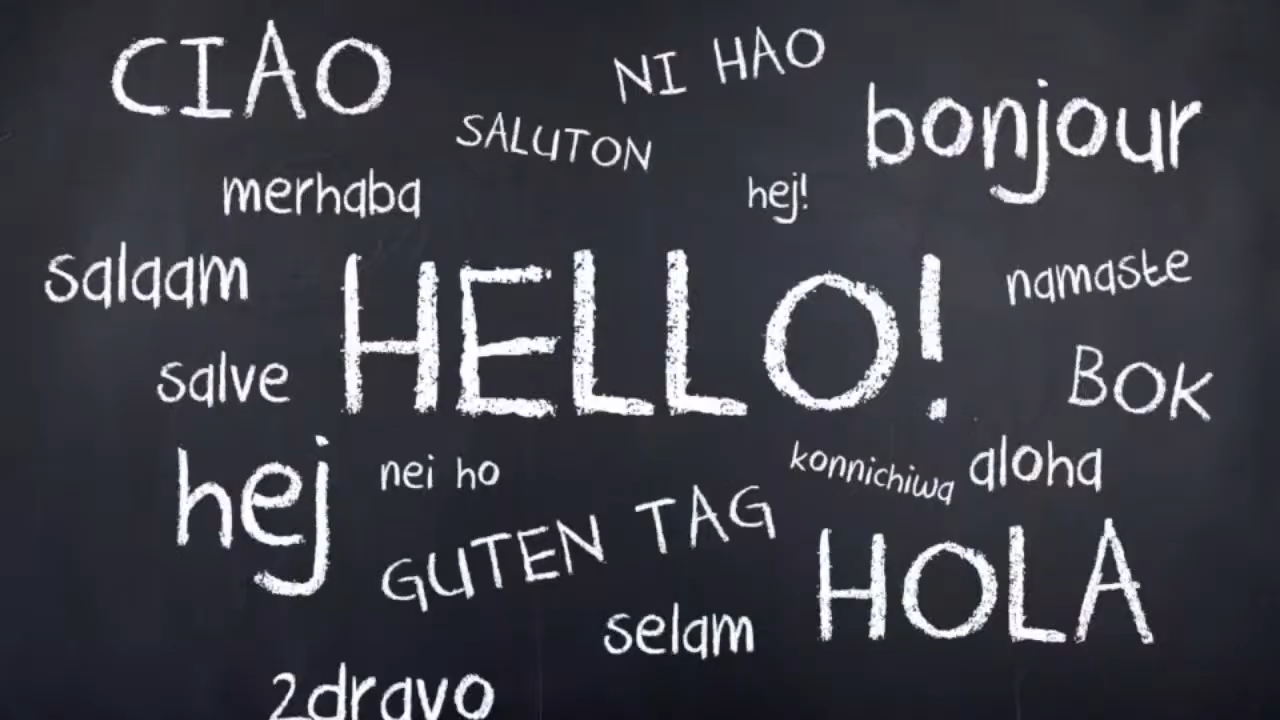 CIAO
NI HAO
bonjour
SALUTON
merhaba
hej!
salaam
HELLO!
namaste
salve
BOK
hej
nei ho
konnichiwa
aloha
GUTEN TAG
HOLA
selam
2dravo